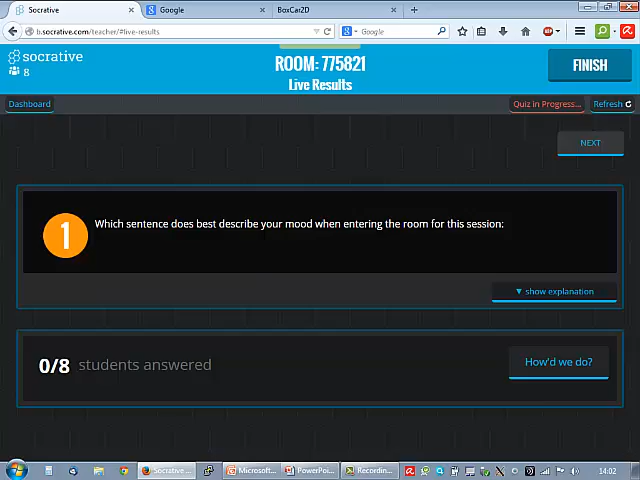 Socrative
Google
BoxCar2D
b.socrative.com/teacher/#live-results
Google
socrative
8
ROOM: 775821
Live Results
FINISH
Dashboard
Quiz in Progress...
Refresh
NEXT
1
Which sentence does best describe your mood when entering the room for this session:
▼ show explanation
0/8 students answered
How'd we do?
Socrative ...
Microsoft...
PowerPoi...
Recording...
14:02